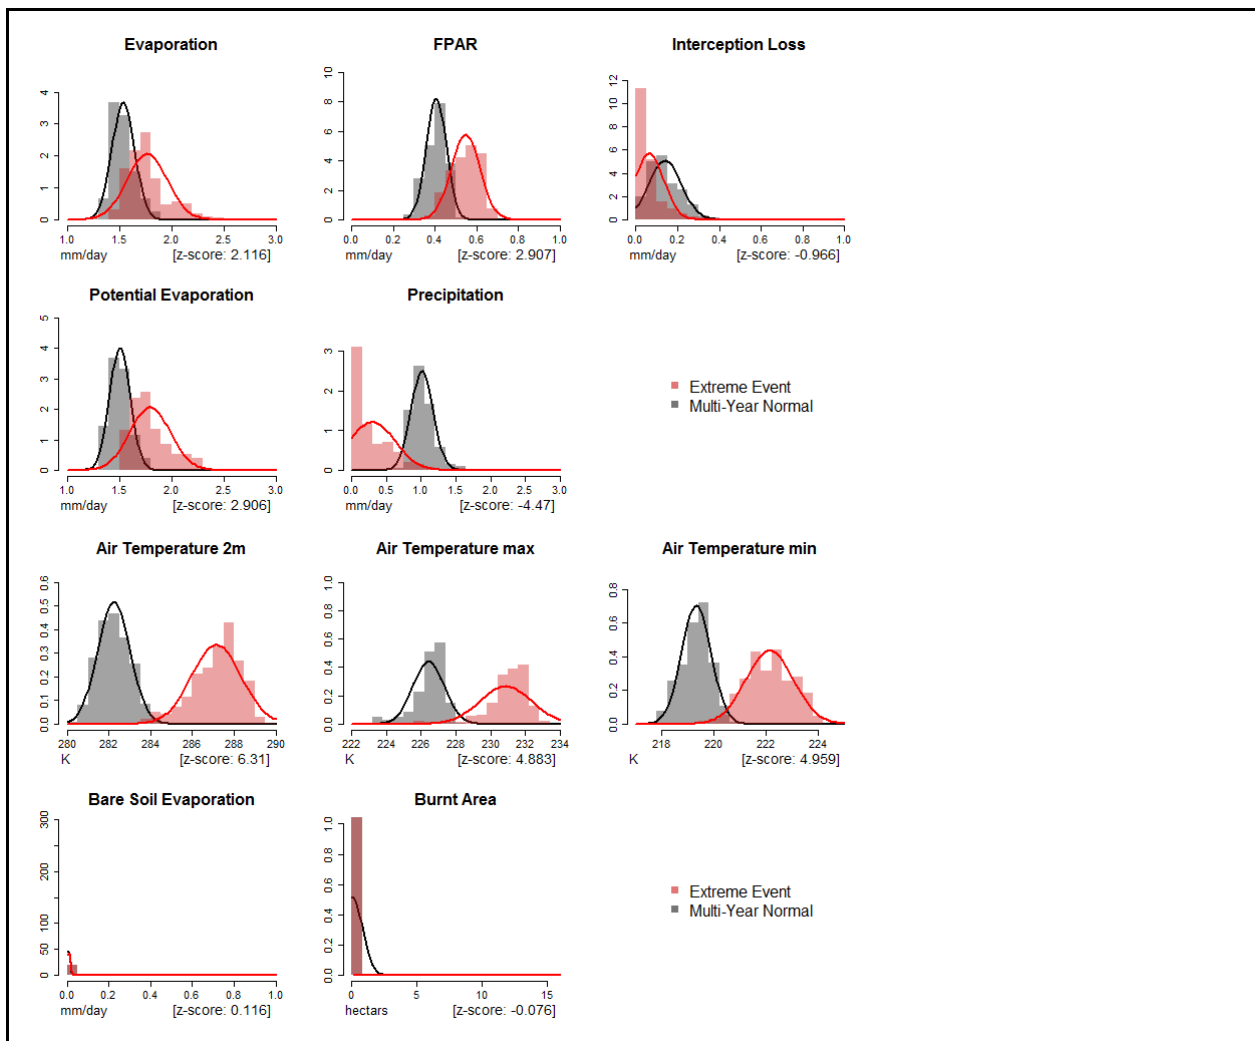 Evaporation
FPAR
Interception Loss
0 1 2 3 4
0 2 4 6 8 10
0 2 4 6 8 10 12
1.0 1.5 2.0 2.5 3.0
0.0 0.2 0.4 0.6 0.8 1.0
0.0 0.2 0.4 0.6 0.8 1.0
mm/day [z-score: 2.116]
mm/day [z-score: 2.907]
mm/day [z-score: -0.966]
Potential Evaporation
Precipitation
0 1 2 3 4 5
0 1 2 3
1.0 1.5 2.0 2.5 3.0
0.0 0.5 1.0 1.5 2.0 2.5 3.0
mm/day [z-score: 2.906]
mm/day [z-score: -4.47]
Extreme Event
Multi-Year Normal
Air Temperature 2m
Air Temperature max
Air Temperature min
0.0 0.1 0.2 0.3 0.4 0.5 0.6
0.0 0.2 0.4 0.6 0.8 1.0
0.0 0.2 0.4 0.6 0.8
280 282 284 286 288 290
222 224 226 228 230 232 234
218 220 222 224
K [z-score: 6.31]
K [z-score: 4.883]
K [z-score: 4.959]
Bare Soil Evaporation
Burnt Area
0 50 100 200 300
0.0 0.2 0.4 0.6 0.8 1.0
0.0 0.2 0.4 0.6 0.8 1.0
0 5 10 15
mm/day [z-score: 0.116]
hectars [z-score: -0.076]
Extreme Event
Multi-Year Normal